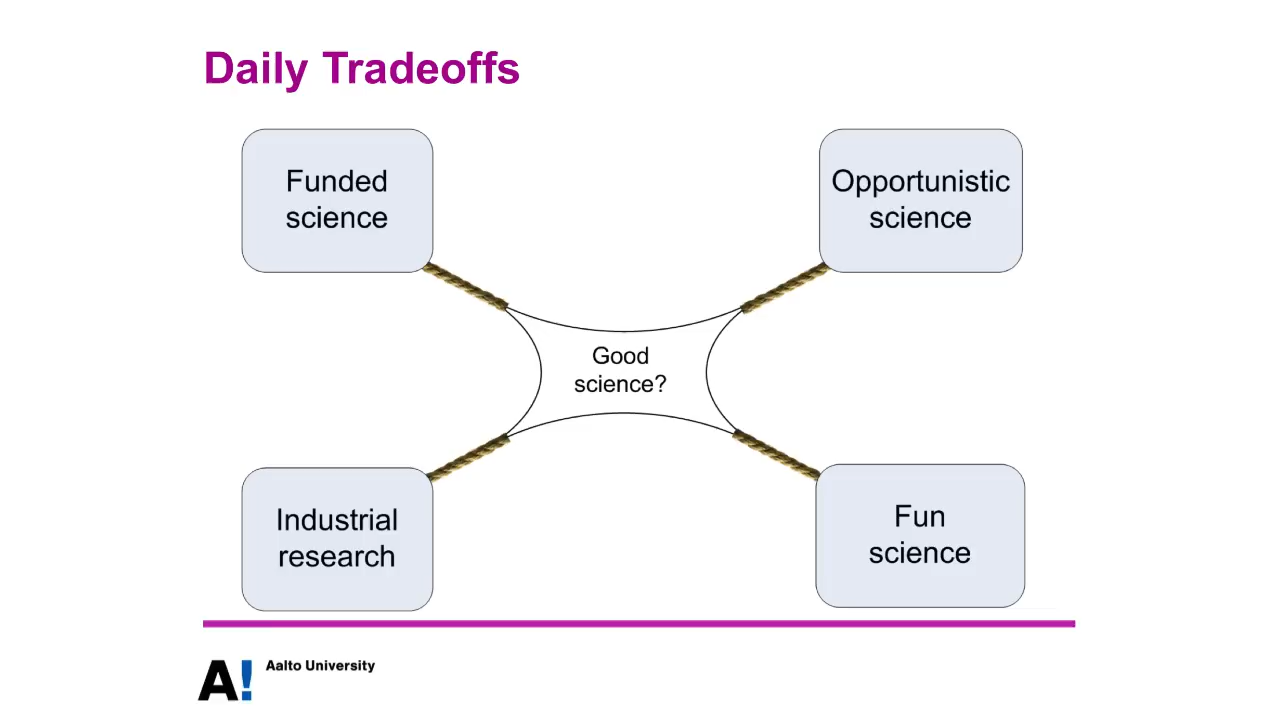 Daily Tradeoffs
Funded
science
Opportunistic
science
Good
science?
Industrial
research
Fun
science
A!
Aalto University